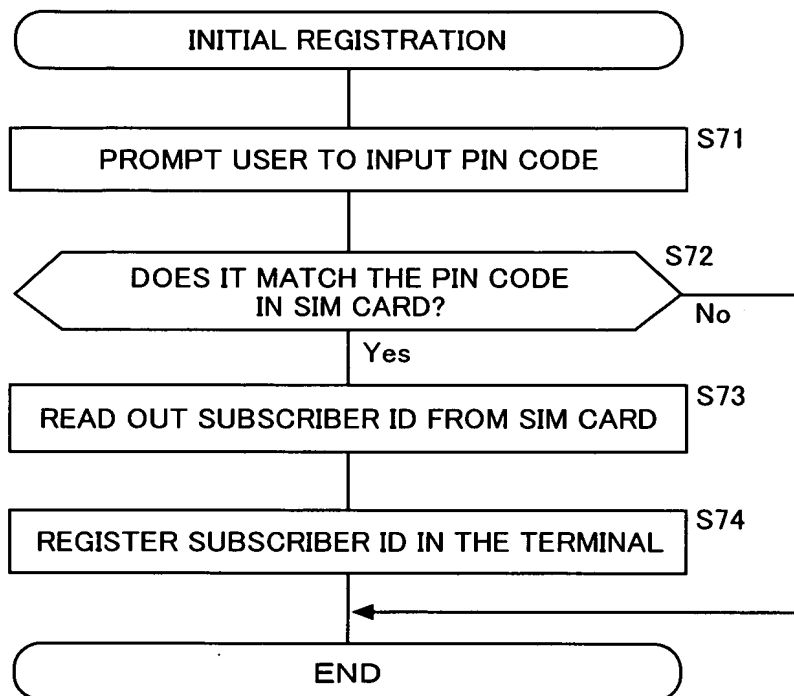 INITIAL REGISTRATION
S71
PROMPT USER TO INPUT PIN CODE
S72
DOES IT MATCH THE PIN CODE
IN SIM CARD?
No
Yes
S73
READ OUT SUBSCRIBER ID FROM SIM CARD
S74
REGISTER SUBSCRIBER ID IN THE TERMINAL
END